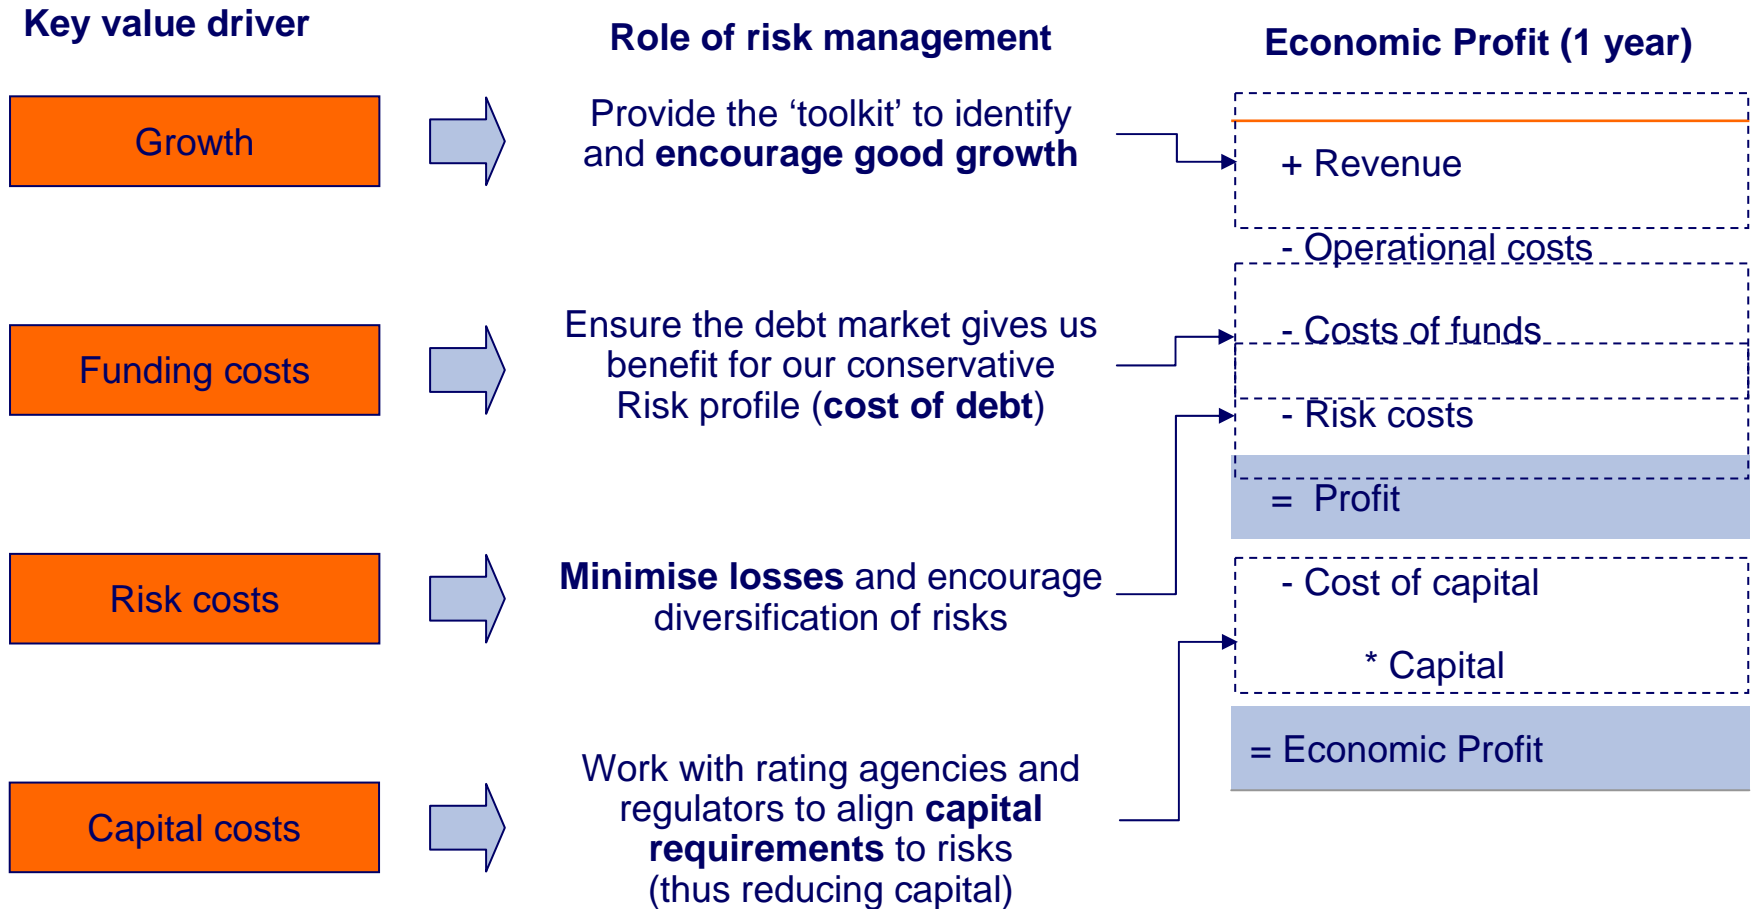 Key value driver
Role of risk management
Economic Profit (1 year)
Growth
Provide the ‘toolkit’ to identify
and encourage good growth
+ Revenue
- Operational costs
Funding costs
Ensure the debt market gives us
benefit for our conservative
Risk profile (cost of debt)
- Costs of funds
- Risk costs
= Profit
Risk costs
Minimise losses and encourage
diversification of risks
- Cost of capital
* Capital
= Economic Profit
Capital costs
Work with rating agencies and
regulators to align capital
requirements to risks
(thus reducing capital)